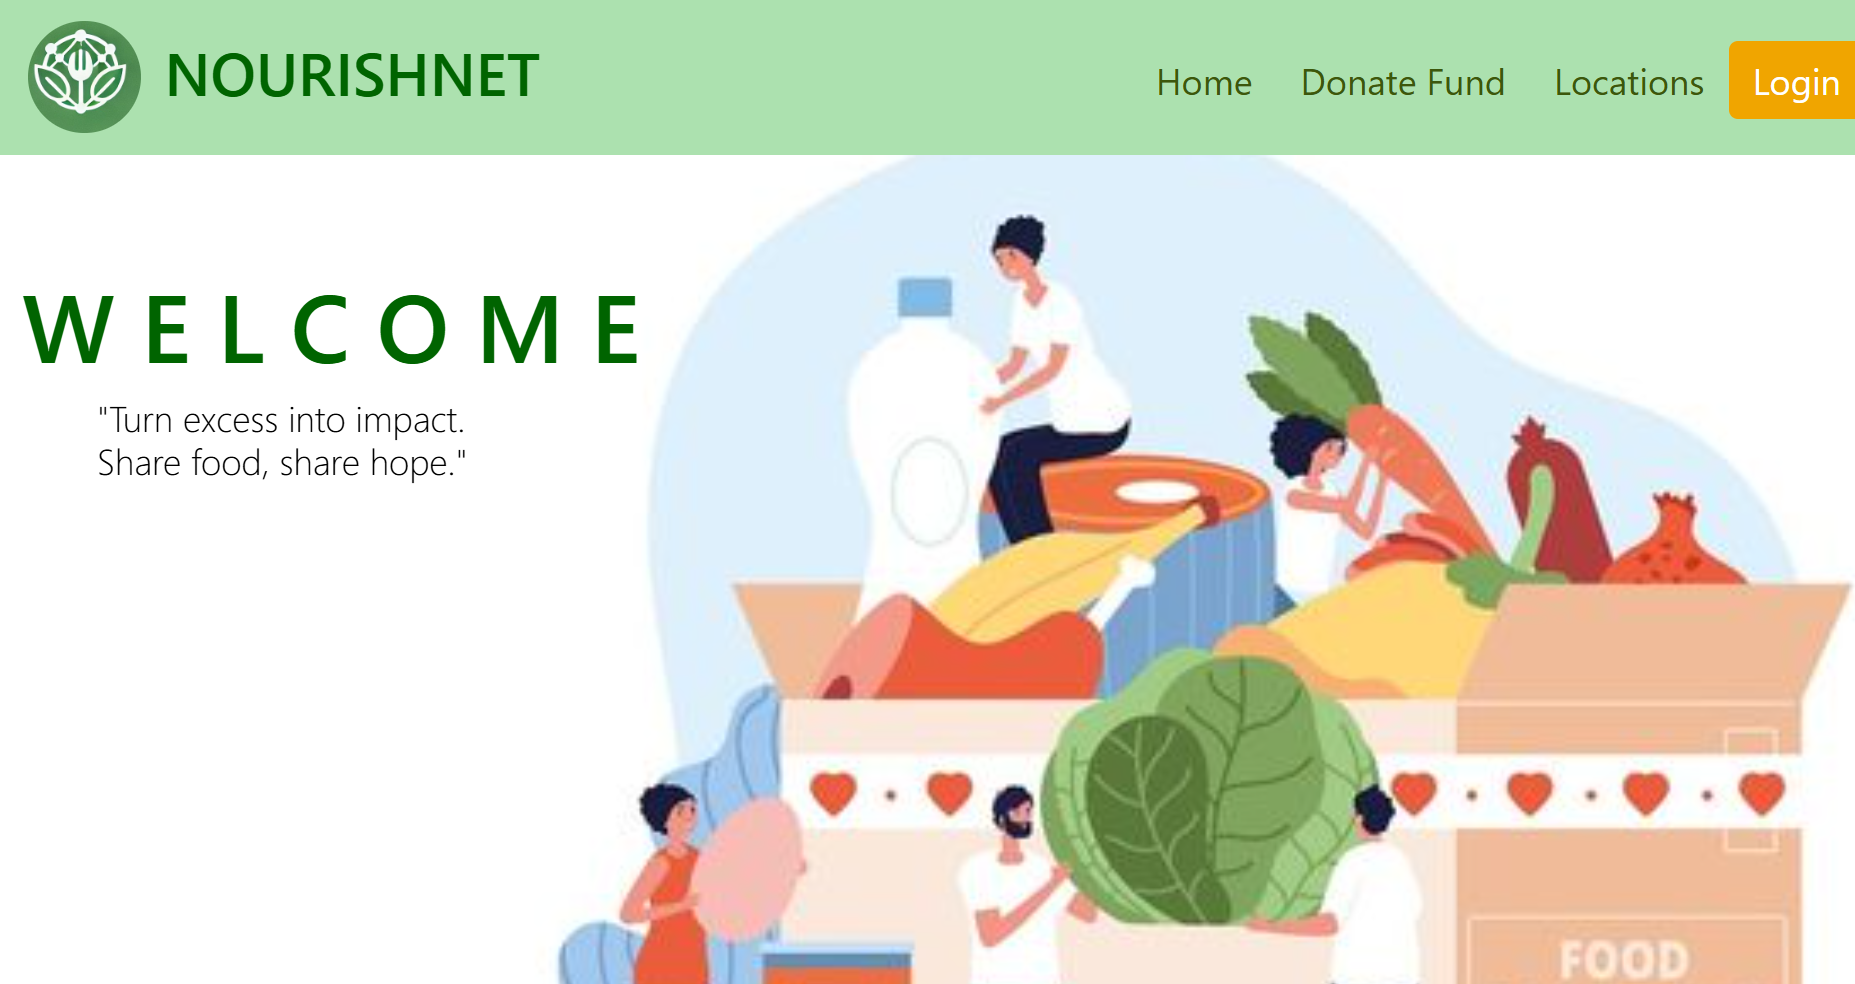 NOURISHNET
Home Donate Fund Locations Login
WELCOME
"Turn excess into impact.
Share food, share hope."
FOOD